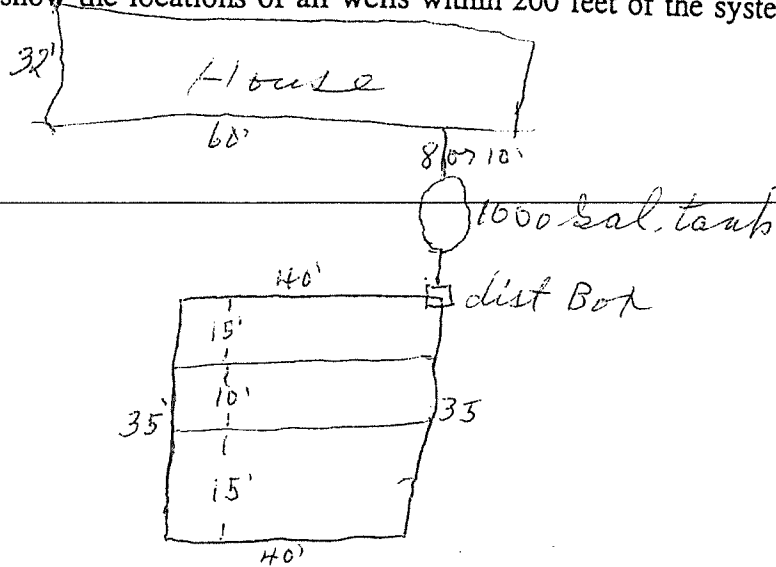 show the locations of all wells within 200 feet of the syste
32'
House
60'
8 or 10'
1000 Gal. tank
dist Box
40'
15'
10'
35'
35
15'
40'